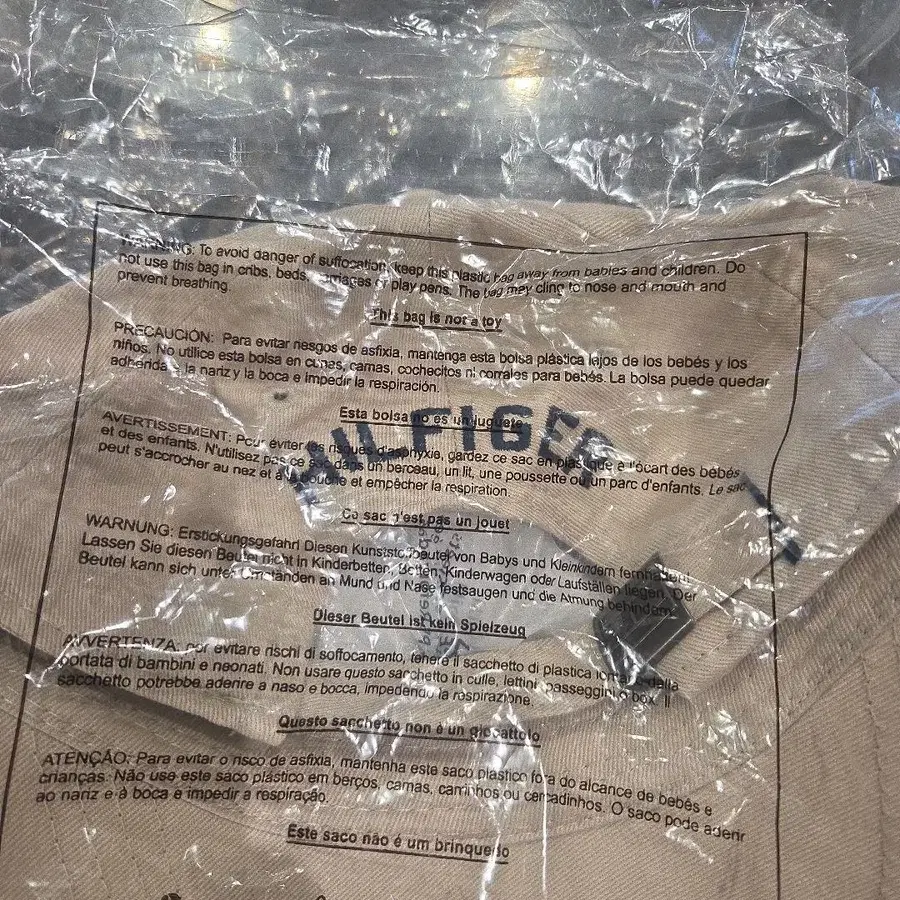 WARNING: To avoid danger of suffocation, keep this plastic bag away from babies and children. Do
not use this bag in cribs, beds, carriages or play pens. The bag may cling to nose and mouth and
prevent breathing.
This bag is not a toy
PRECAUCIÓN: Para evitar riesgos de asfixia, mantenga esta bolsa plástica lejos de los bebés y los
niños. No utilice esta bolsa en cunas, camas, cochecitos ni corrales para bebés. La bolsa puede quedar
adherida a la nariz y la boca e impedir la respiración.
Esta bolsa no es un juguete
HILFIGER
AVERTISSEMENT: Pour éviter les risques d'asphyxie, gardez ce sac en plastique à l'écart des bébés
et des enfants. N'utilisez pas ce sac dans un berceau, un lit, une poussette ou un parc d'enfants. Le sac
peut s'accrocher au nez et à la bouche et empêcher la respiration.
Ce sac n'est pas un jouet
WARNUNG: Erstickungsgefahr! Diesen Kunststoffbeutel von Babys und Kleinkindern fernhalten!
Lassen Sie diesen Beutel nicht in Kinderbetten, Betten, Kinderwagen oder Laufställen liegen. Der
Beutel kann sich unter Umständen an Mund und Nase festsaugen und die Atmung behindern.
Dieser Beutel ist kein Spielzeug
AVVERTENZA: per evitare rischi di soffocamento, tenere il sacchetto di plastica lontano dalla
portata di bambini e neonati. Non usare questo sacchetto in culle, lettini, passeggini o box. Il
sacchetto potrebbe aderire a naso e bocca, impedendo la respirazione.
Questo sacchetto non è un giocattolo
ATENÇÃO: Para evitar o risco de asfixia, mantenha este saco plástico fora do alcance de bebés e
crianças. Não use este saco plástico em berços, camas, carrinhos ou cercadinhos. O saco pode aderir
ao nariz e à boca e impedir a respiração.
Este saco não é um brinquedo